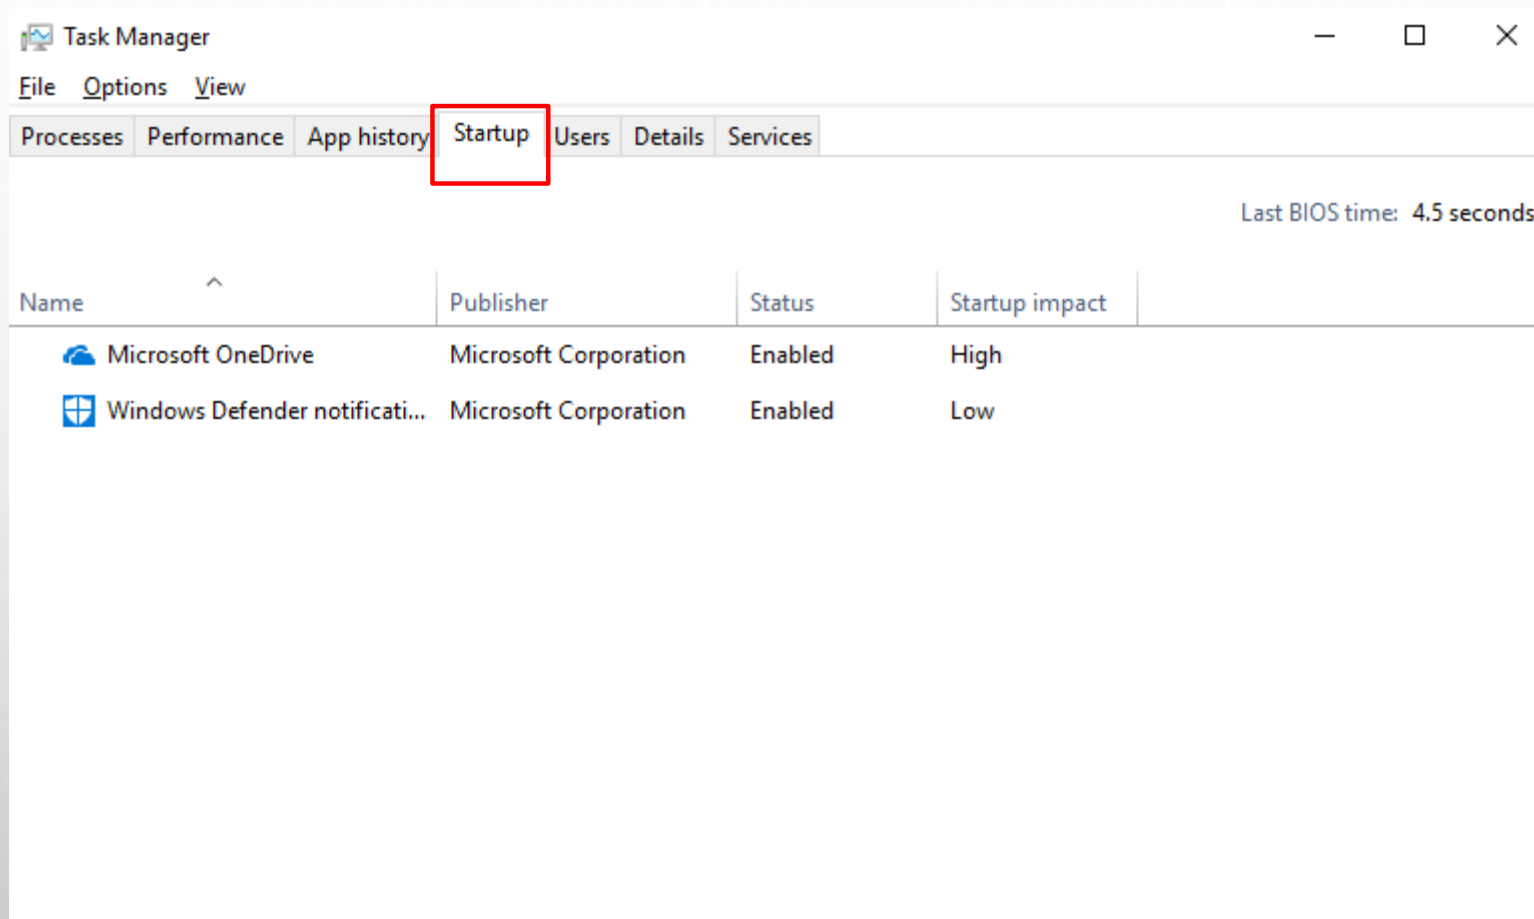 Task Manager
File Options View
Processes Performance App history Startup Users Details Services
Last BIOS time: 4.5 seconds
Name Publisher Status Startup impact
Microsoft OneDrive Microsoft Corporation Enabled High
Windows Defender notificati... Microsoft Corporation Enabled Low